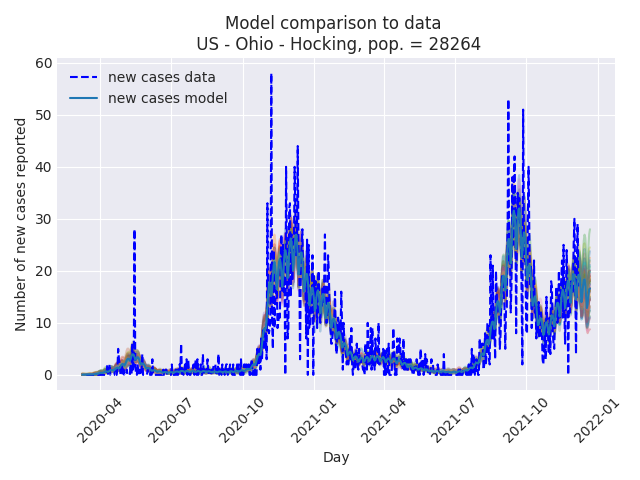 Model comparison to data
US - Ohio - Hocking, pop. = 28264
new cases data
new cases model
Number of new cases reported
60
50
40
30
20
10
0
2020-04
2020-07
2020-10
2021-01
2021-04
2021-07
2021-10
2022-01
Day